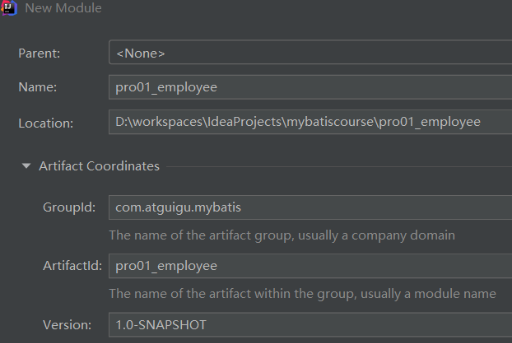 New Module
Parent: <None>
Name: pro01_employee
Location: D:\workspaces\IdeaProjects\mybatiscourse\pro01_employee
Artifact Coordinates
GroupId: com.atguigu.mybatis
The name of the artifact group, usually a company domain
ArtifactId: pro01_employee
The name of the artifact within the group, usually a module name
Version: 1.0-SNAPSHOT